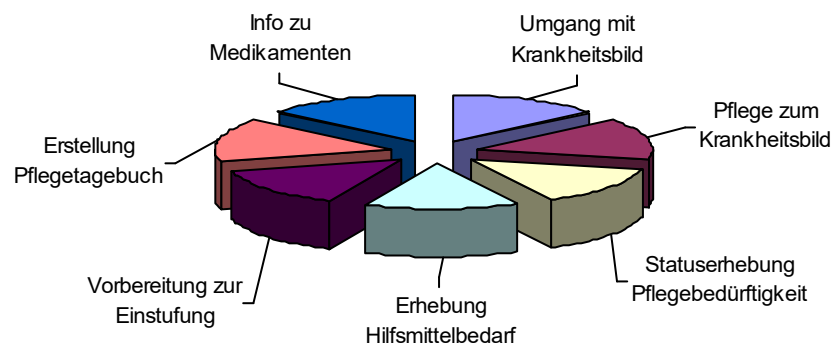 Info zu
Medikamenten
Umgang mit
Krankheitsbild
Erstellung
Pflegetagebuch
Pflege zum
Krankheitsbild
Vorbereitung zur
Einstufung
Erhebung
Hilfsmittelbedarf
Statuserhebung
Pflegebedürftigkeit